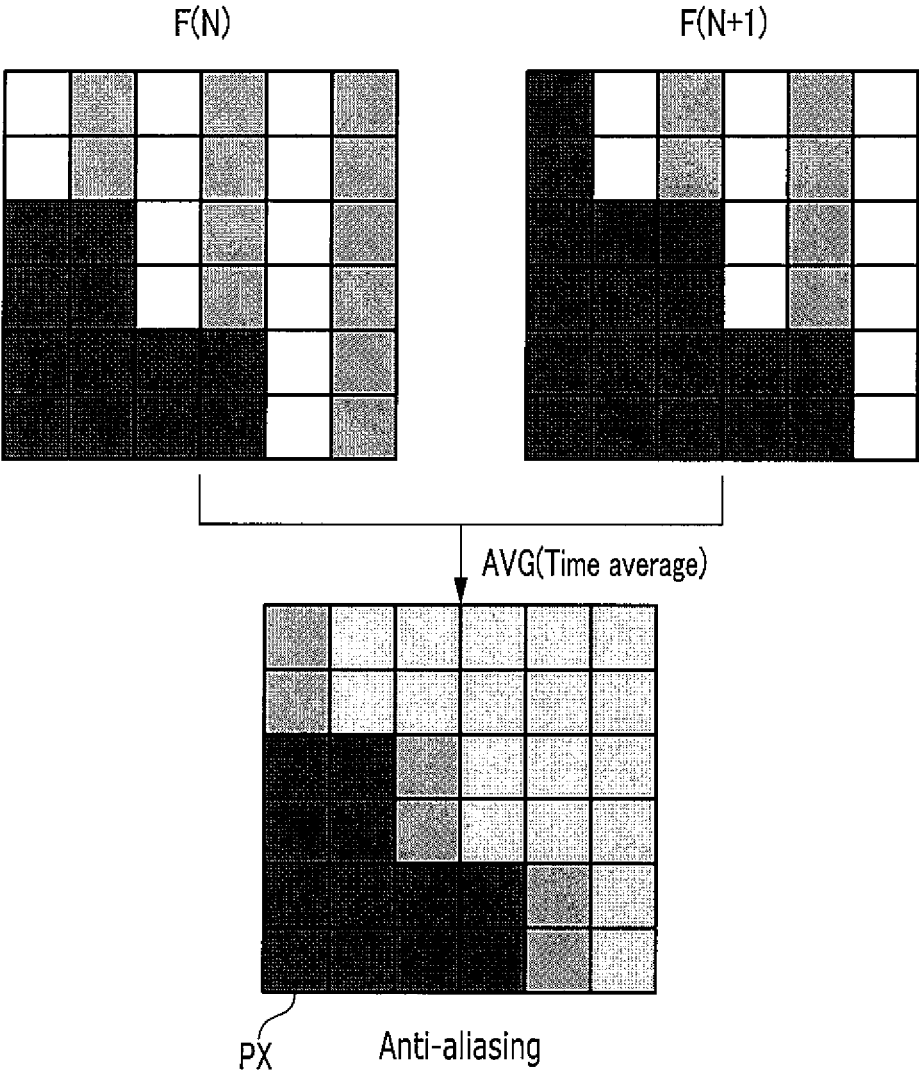 F(N)
F(N+1)
AVG(Time average)
PX
Anti-aliasing